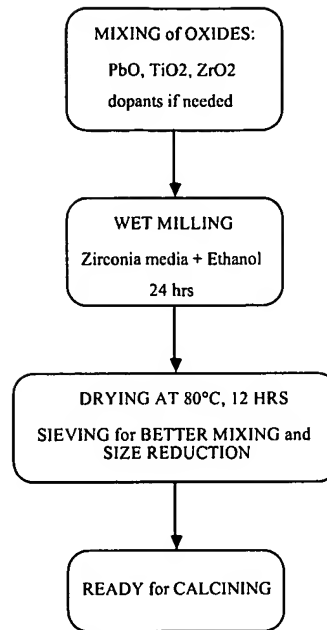 MIXING of OXIDES:
PbO, TiO2, ZrO2
dopants if needed
WET MILLING
Zirconia media + Ethanol
24 hrs
DRYING AT 80°C, 12 HRS
SIEVING for BETTER MIXING and
SIZE REDUCTION
READY for CALCINING